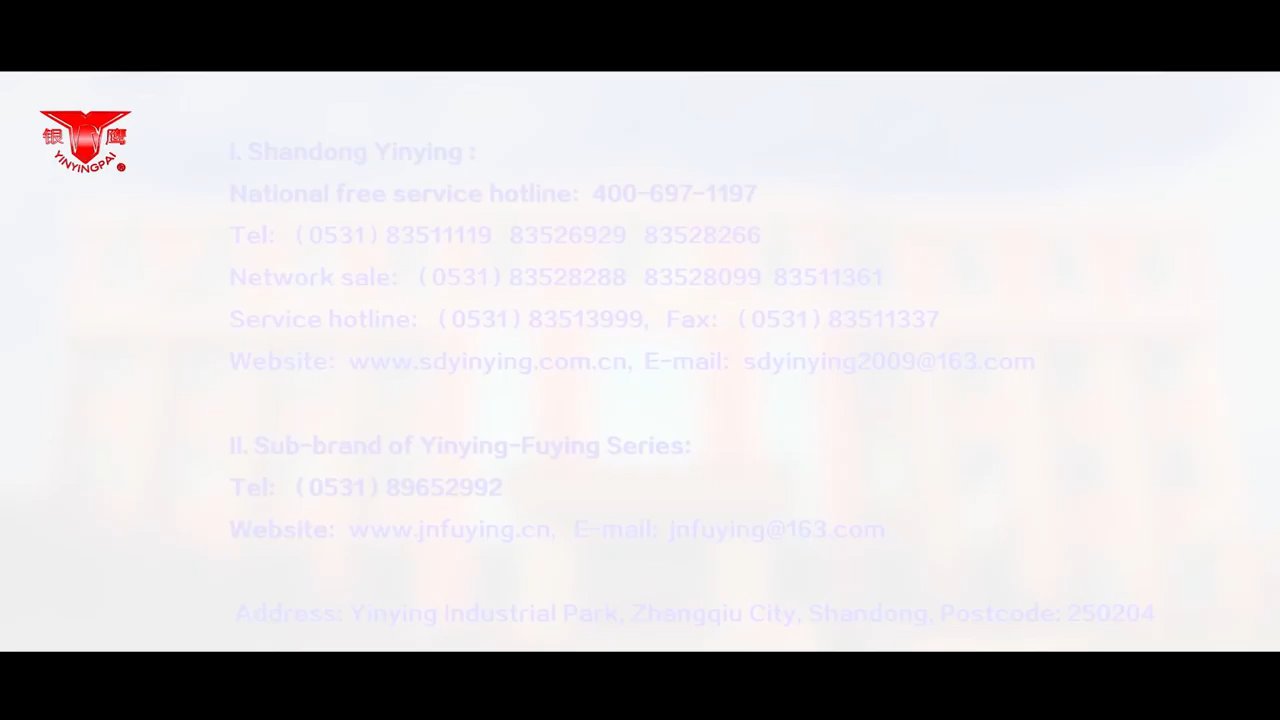 银鹰
YINYINGPAI
I. Shandong Yinying :
National free service hotline: 400-697-1197
Tel: (0531) 83511119 83526929 83528266
Network sale: (0531) 83528288 83528099 83511361
Service hotline: (0531) 83513999, Fax: (0531) 83511337
Website: www.sdyinying.com.cn, E-mail: sdyinying2009@163.com
II. Sub-brand of Yinying-Fuying Series:
Tel: (0531) 89652992
Website: www.jnfuying.cn, E-mail: jnfuying@163.com
Address: Yinying Industrial Park, Zhangqiu City, Shandong, Postcode: 250204